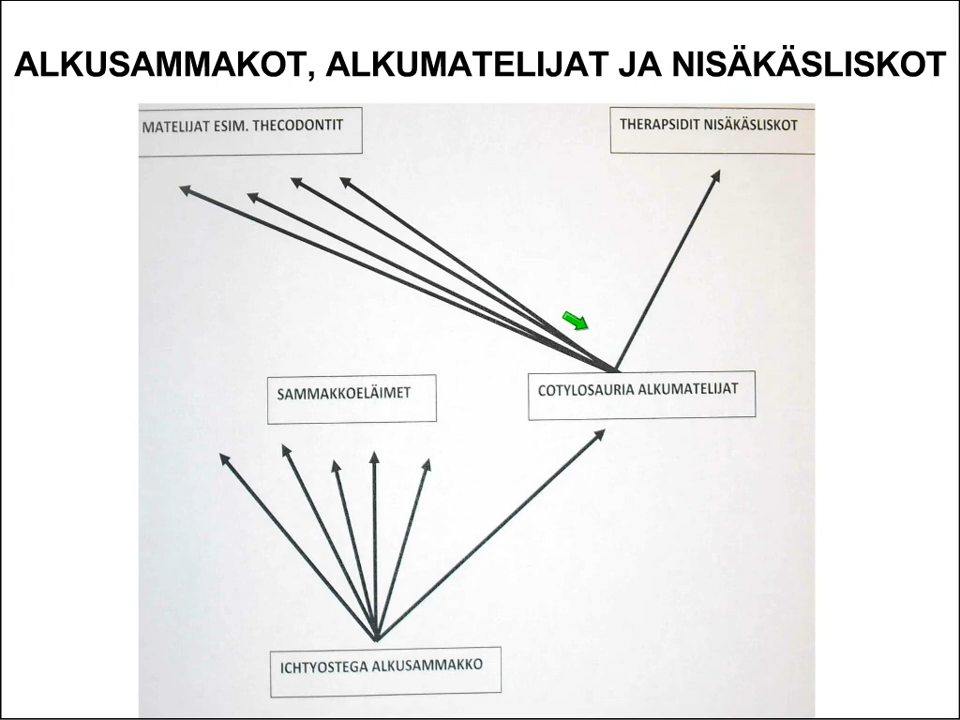 ALKUSAMMAKOT, ALKUMATELIJAT JA NISÄKÄSLISKOT
MATELIJAT ESIM. THECODONTIT
THERAPSIDIT NISÄKÄSLISKOT
SAMMAKKOELÄIMET
COTYLOSAURIA ALKUMATELIJAT
ICHTYOSTEGA ALKUSAMMAKKO